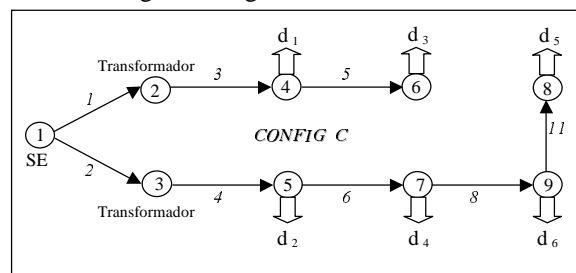 d 1 d 3 d 5
Transformador 3 5
1 2 4 6 8
1 CONFIG C 11
SE 2 3 5 7 9
Transformador 4 6 8
d 2 d 4 d 6